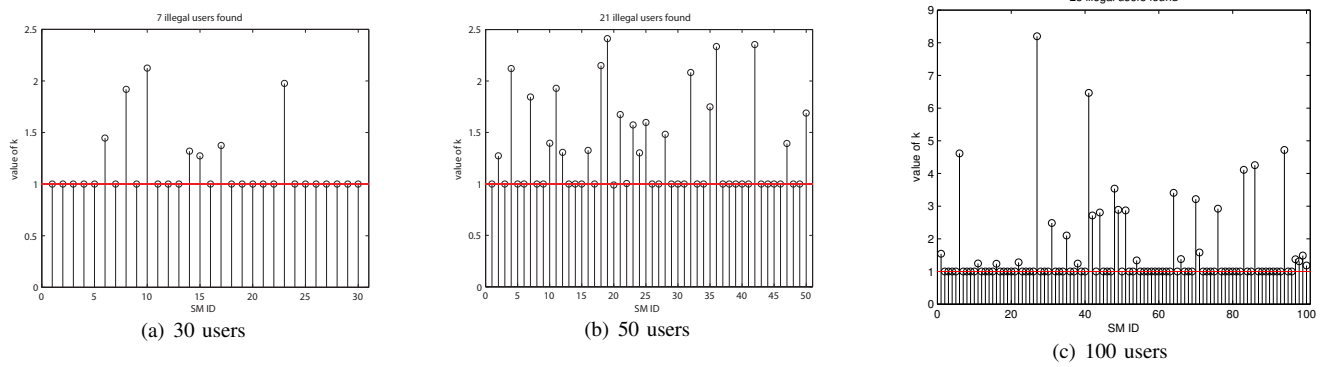 7 illegal users found
2.5
2
1.5
1
0.5
0
value of k
0 5 10 15 20 25 30
SM ID
(a) 30 users
21 illegal users found
2.5
2
1.5
1
0.5
0
value of k
0 5 10 15 20 25 30 35 40 45 50
SM ID
(b) 50 users
illegal users found
9
8
7
6
5
4
3
2
1
0
value of k
0 20 40 60 80 100
SM ID
(c) 100 users